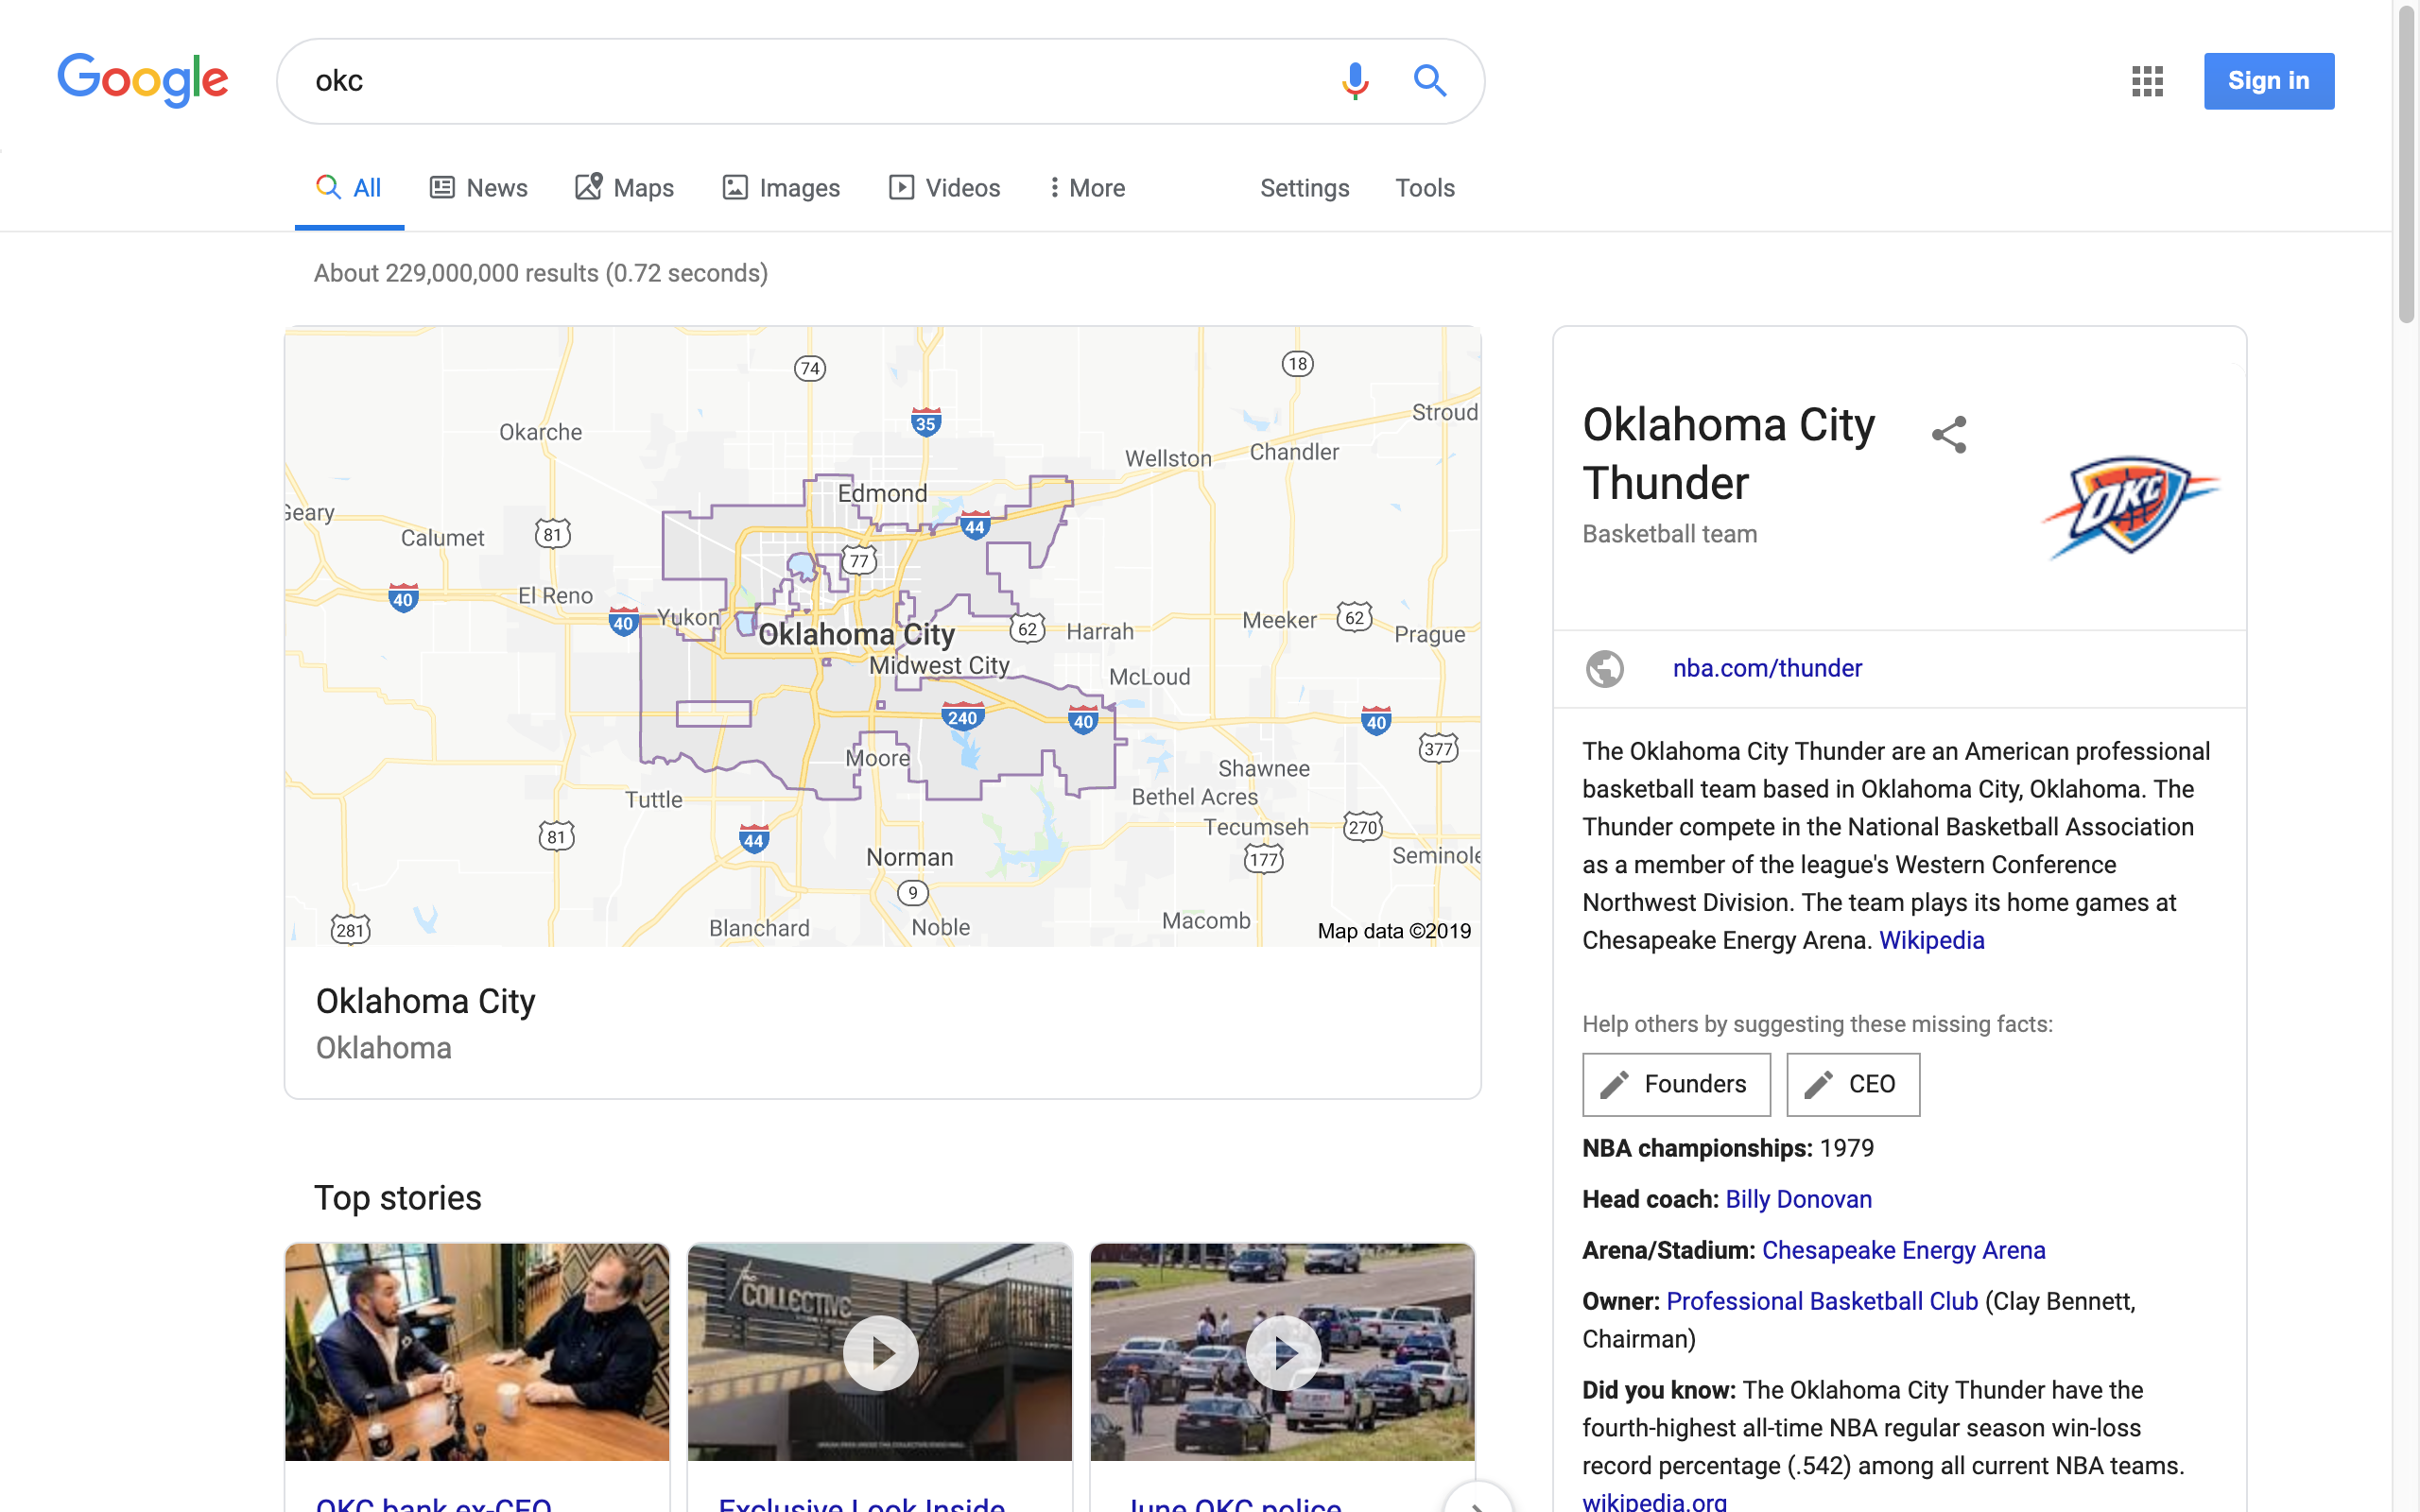 Google
okc
Sign in
All
News
Maps
Images
Videos
More
Settings
Tools
About 229,000,000 results (0.72 seconds)
74
18
35
Stroud
Okarche
Wellston
Chandler
Edmond
Geary
44
Calumet
81
77
40
El Reno
40
Yukon
Oklahoma City
62
Harrah
Meeker
62
Prague
Midwest City
McLoud
240
40
40
377
Moore
Shawnee
Tuttle
Bethel Acres
81
44
Tecumseh
270
Norman
177
Seminole
9
281
Blanchard
Noble
Macomb
Map data ©2019
Oklahoma City
Oklahoma
Top stories
THE COLLECTIVE
OKC bank ex-CEO
Exclusive Look Inside
June OKC police
Oklahoma City
Thunder
Basketball team
OKC
nba.com/thunder
The Oklahoma City Thunder are an American professional
basketball team based in Oklahoma City, Oklahoma. The
Thunder compete in the National Basketball Association
as a member of the league's Western Conference
Northwest Division. The team plays its home games at
Chesapeake Energy Arena. Wikipedia
Help others by suggesting these missing facts:
Founders
CEO
NBA championships: 1979
Head coach: Billy Donovan
Arena/Stadium: Chesapeake Energy Arena
Owner: Professional Basketball Club (Clay Bennett,
Chairman)
Did you know: The Oklahoma City Thunder have the
fourth-highest all-time NBA regular season win-loss
record percentage (.542) among all current NBA teams.
wikipedia.org